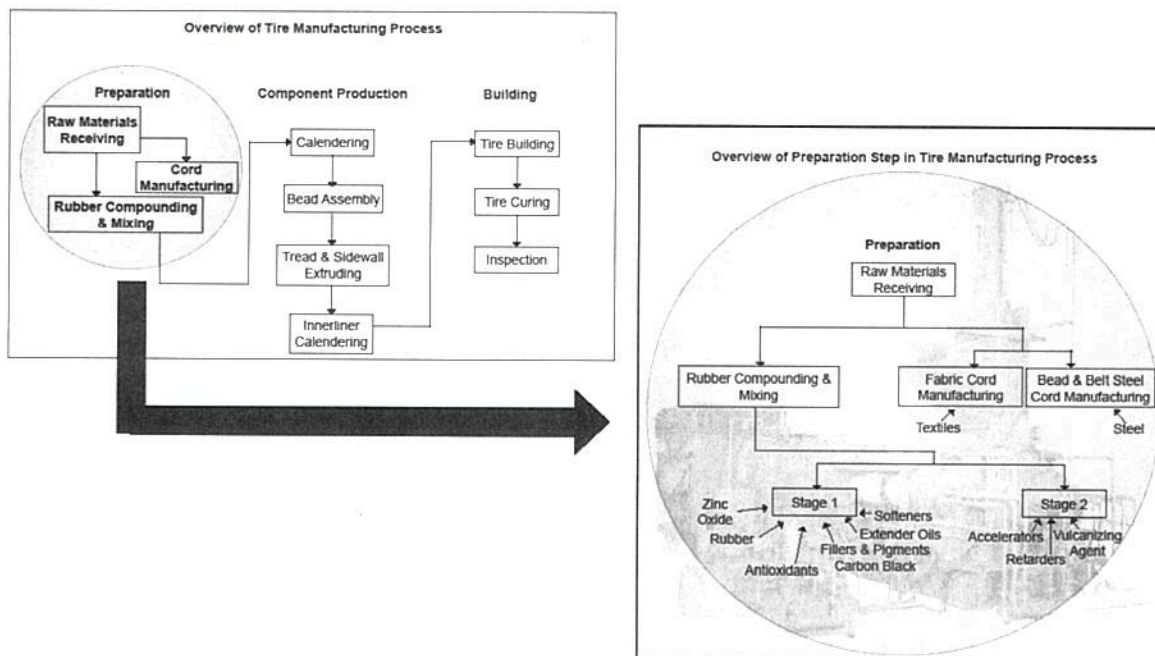 Overview of Tire Manufacturing Process
Preparation
Raw Materials
Receiving
Cord
Manufacturing
Rubber Compounding
& Mixing
Component Production
Calendering
Bead Assembly
Tread & Sidewall
Extruding
Innerliner
Calendering
Building
Tire Building
Tire Curing
Inspection
Overview of Preparation Step in Tire Manufacturing Process
Preparation
Raw Materials
Receiving
Rubber Compounding &
Mixing
Fabric Cord
Manufacturing
Textiles
Bead & Belt Steel
Cord Manufacturing
Steel
Stage 1
Zinc
Oxide
Rubber
Antioxidants
Fillers & Pigments
Carbon Black
Extender Oils
Softeners
Stage 2
Accelerators
Retarders
Vulcanizing
Agent